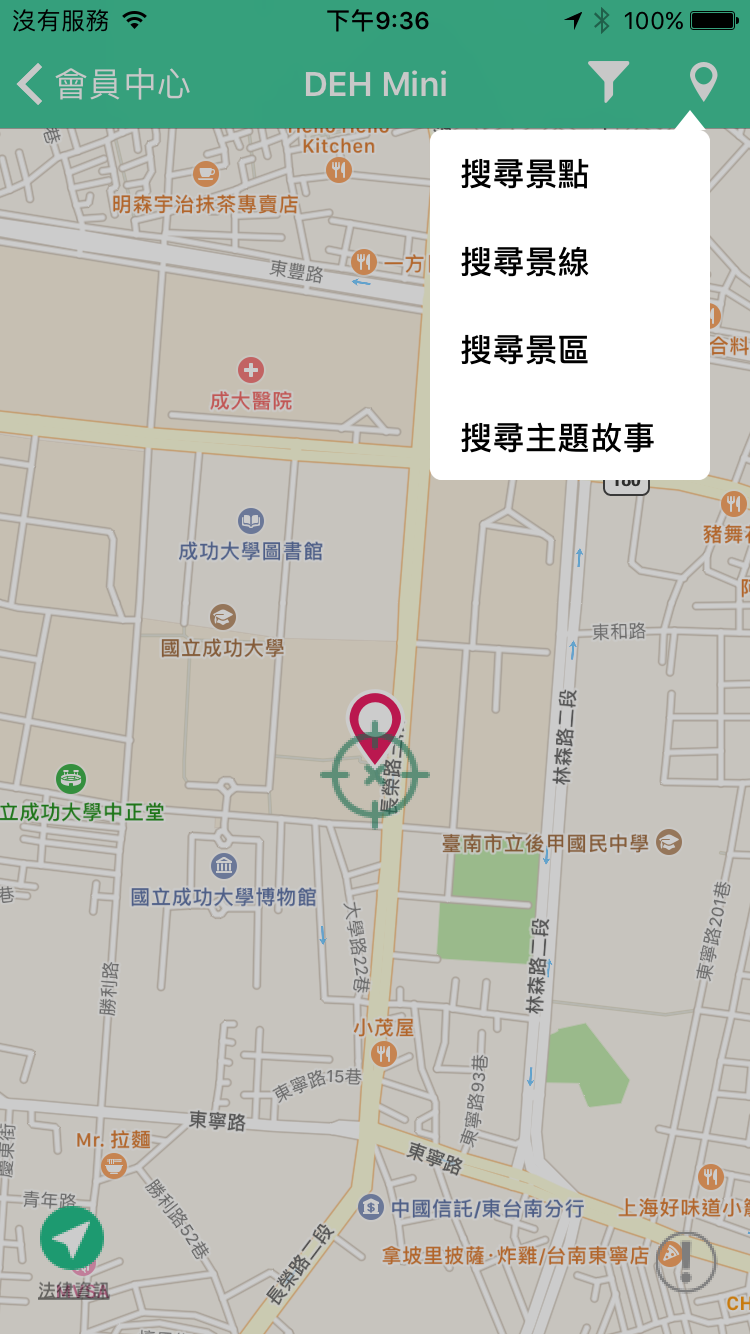 沒有服務
下午9:36
100%
會員中心
DEH Mini
搜尋景點
搜尋景線
搜尋景區
搜尋主題故事
Hello Hello
Kitchen
明森宇治抹茶專賣店
東豐路
一方
合料
成大醫院
成功大學圖書館
豬舞
國立成功大學
東和路
林森路二段
長榮路二
立成功大學中正堂
臺南市立後甲國民中學
巷
國立成功大學博物館
大學路22巷
東寧路201巷
林森路二段
勝利路
小茂屋
東寧路15巷
東寧路93巷
東寧路
慶東街
Mr. 拉麵
東寧路
青年路
勝利路52巷
中國信託/東台南分行
上海好味道小
長榮路二段
拿坡里披薩·炸雞/台南東寧店
法律資訊
CH